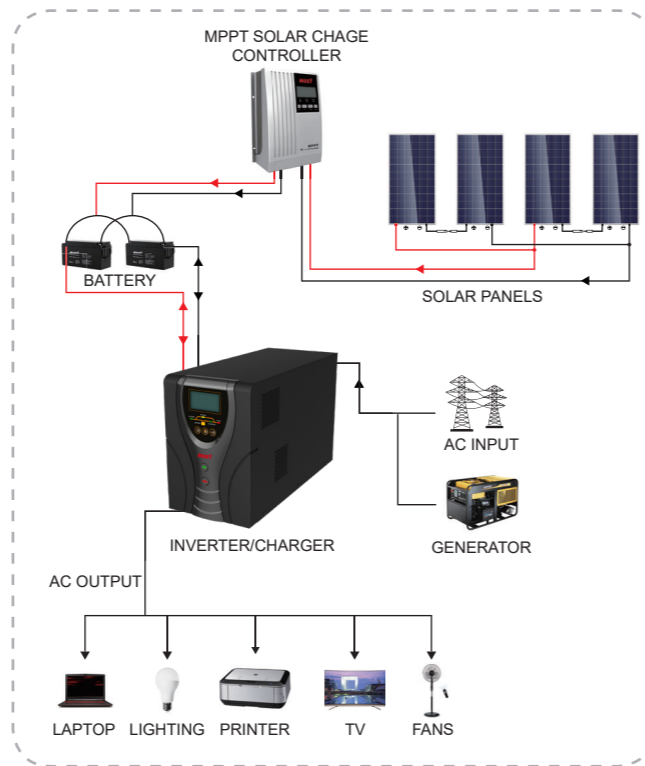 MPPT SOLAR CHAGE
CONTROLLER
BATTERY
SOLAR PANELS
AC INPUT
INVERTER/CHARGER
GENERATOR
AC OUTPUT
LAPTOP
LIGHTING
PRINTER
TV
FANS